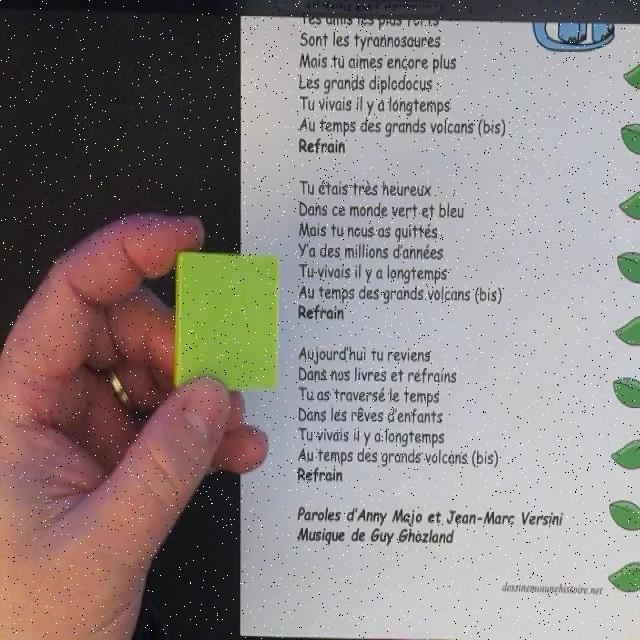 Tes amis les plus forts
Sont les tyrannosaures
Mais tu aimes encore plus
Les grands diplodocus
Tu vivais il y a longtemps
Au temps des grands volcans (bis)
Refrain
Tu étais très heureux
Dans ce monde vert et bleu
Mais tu nous as quittés
Y'a des millions d'années
Tu vivais il y a longtemps
Au temps des grands volcans (bis)
Refrain
Aujourd'hui tu reviens
Dans nos livres et refrains
Tu as traversé le temps
Dans les rêves d'enfants
Tu vivais il y a longtemps
Au temps des grands volcans (bis)
Refrain
Paroles d'Anny Majo et Jean-Marc Versini
Musique de Guy Ghozland
dessinemoiunehistoire.net